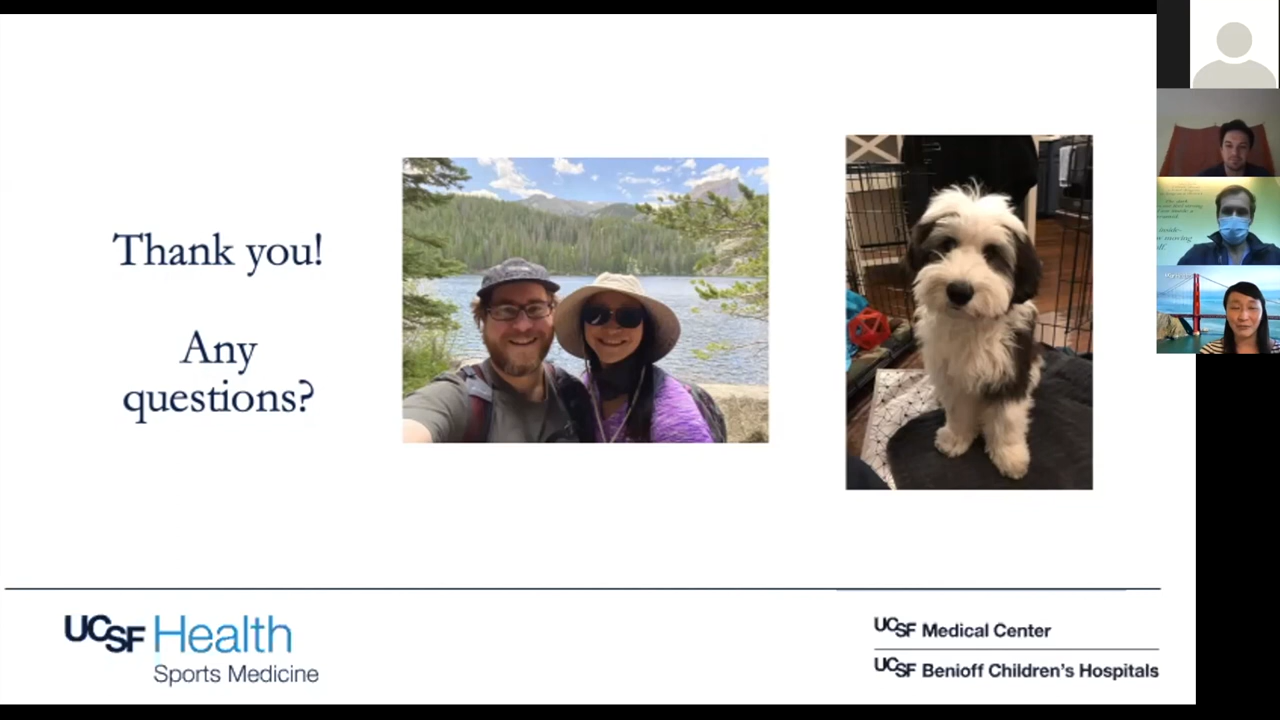 Thank you!
Any
questions?
UCSF Health
Sports Medicine
UCSF Medical Center
UCSF Benioff Children's Hospitals